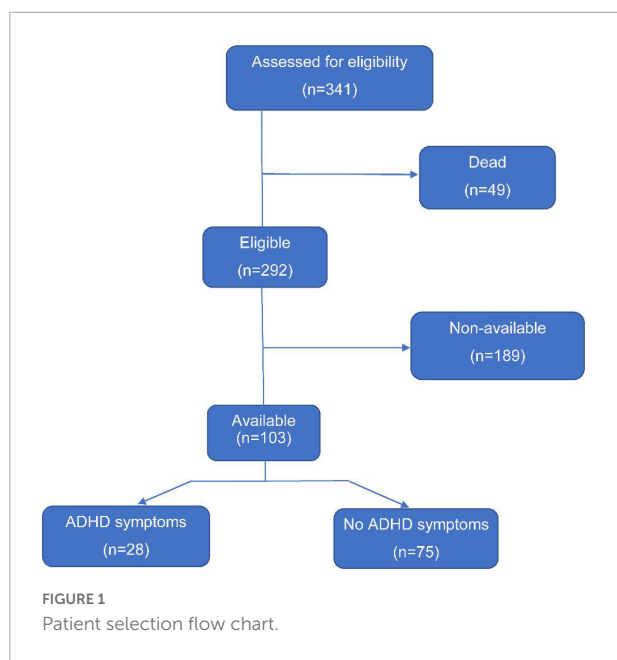 Assessed for eligibility
(n=341)
Dead
(n=49)
Eligible
(n=292)
Non-available
(n=189)
Available
(n=103)
ADHD symptoms
(n=28)
No ADHD symptoms
(n=75)
FIGURE 1
Patient selection flow chart.